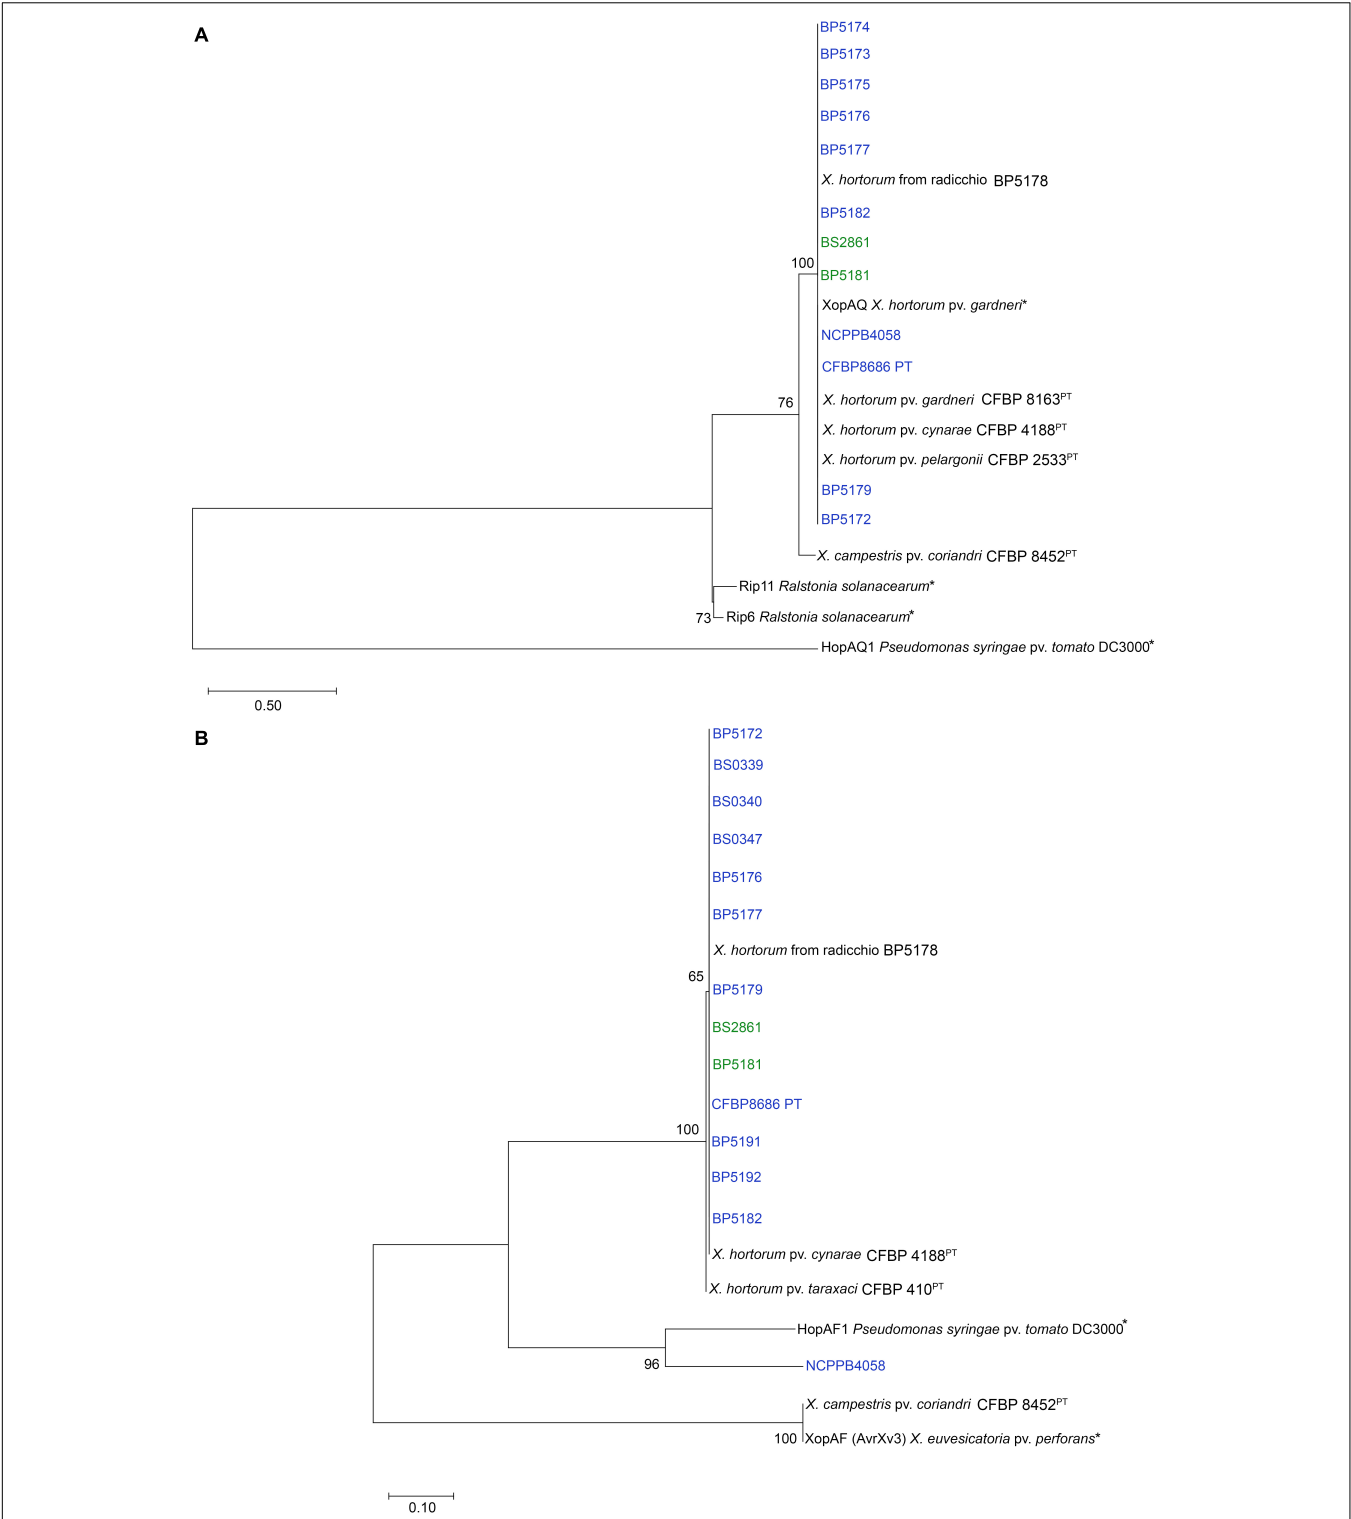 A
BP5174
BP5173
BP5175
BP5176
BP5177
X. hortorum from radicchio BP5178
BP5182
BS2861
100
BP5181
XopAQ X. hortorum pv. gardneri*
NCPPB4058
CFBP8686 PT
76
X. hortorum pv. gardneri CFBP 8163PT
X. hortorum pv. cynarae CFBP 4188PT
X. hortorum pv. pelargonii CFBP 2533PT
BP5179
BP5172
X. campestris pv. coriandri CFBP 8452PT
Rip11 Ralstonia solanacearum*
73
Rip6 Ralstonia solanacearum*
HopAQ1 Pseudomonas syringae pv. tomato DC3000*
0.50
B
BP5172
BS0339
BS0340
BS0347
BP5176
BP5177
X. hortorum from radicchio BP5178
65
BP5179
BS2861
BP5181
CFBP8686 PT
100
BP5191
BP5192
BP5182
X. hortorum pv. cynarae CFBP 4188PT
X. hortorum pv. taraxaci CFBP 410PT
HopAF1 Pseudomonas syringae pv. tomato DC3000*
96
NCPPB4058
X. campestris pv. coriandri CFBP 8452PT
100
XopAF (AvrXv3) X. euvesicatoria pv. perforans*
0.10